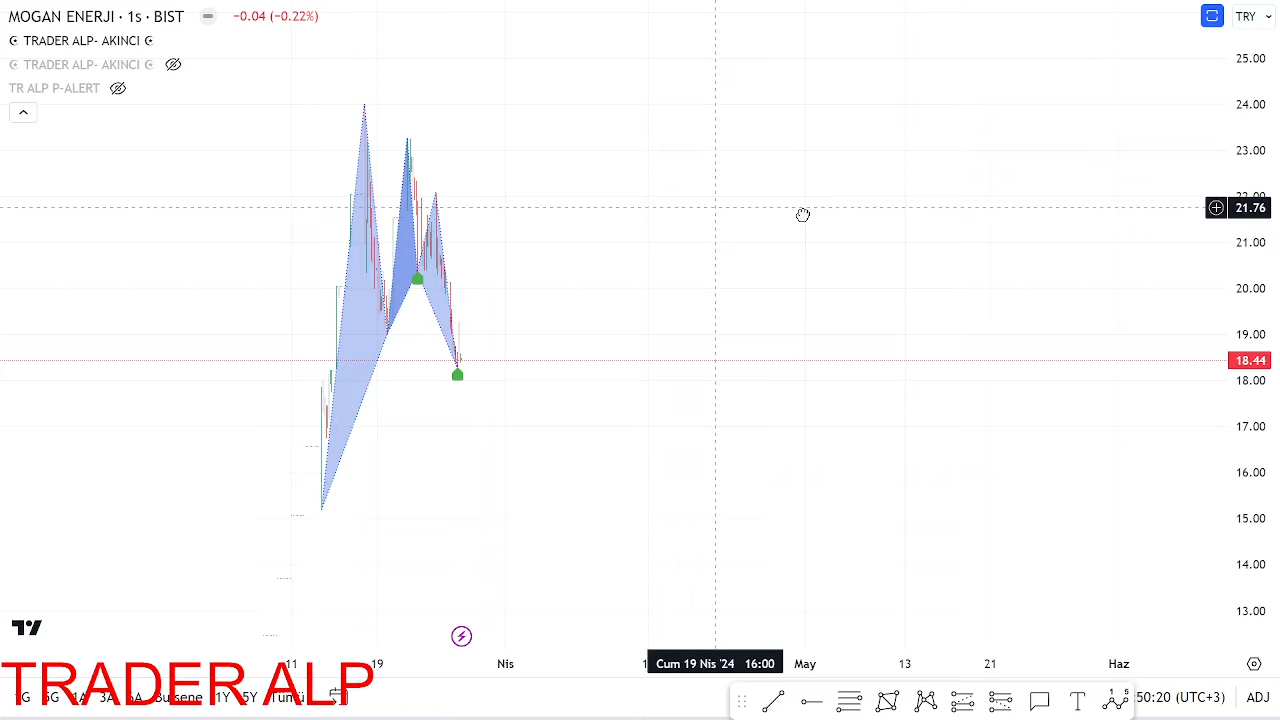 MOGAN ENERJI · 1s · BIST −0.04 (−0.22%)
TRADER ALP- AKINCI
TRADER ALP- AKINCI
TR ALP P-ALERT
TRY
25.00
24.00
23.00
22.00
21.76
21.00
20.00
19.00
18.44
18.00
17.00
16.00
15.00
14.00
13.00
11 19 Nis Cum 19 Nis '24 16:00 May 13 21 Haz
TRADER ALP
5Y
50:20 (UTC+3) ADJ